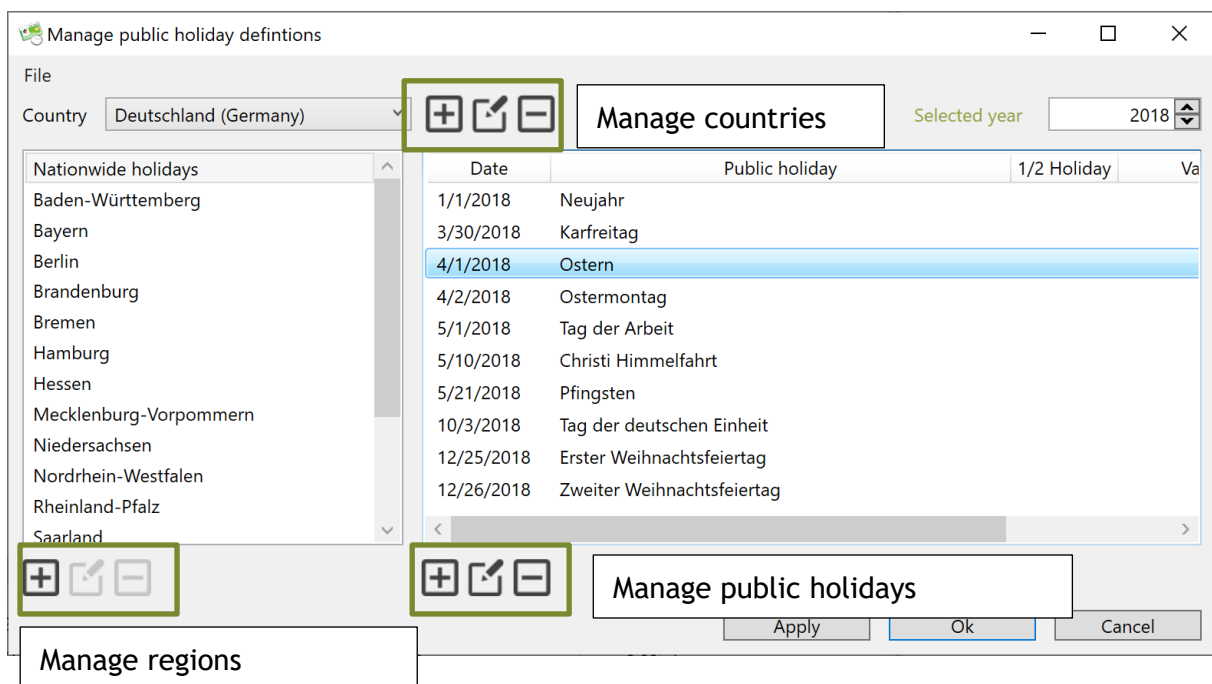 Manage public holiday defintions
File
Country Deutschland (Germany) Manage countries Selected year 2018
Nationwide holidays
Baden-Württemberg
Bayern
Berlin
Brandenburg
Bremen
Hamburg
Hessen
Mecklenburg-Vorpommern
Niedersachsen
Nordrhein-Westfalen
Rheinland-Pfalz
Saarland
Date Public holiday 1/2 Holiday Va
1/1/2018 Neujahr
3/30/2018 Karfreitag
4/1/2018 Ostern
4/2/2018 Ostermontag
5/1/2018 Tag der Arbeit
5/10/2018 Christi Himmelfahrt
5/21/2018 Pfingsten
10/3/2018 Tag der deutschen Einheit
12/25/2018 Erster Weihnachtsfeiertag
12/26/2018 Zweiter Weihnachtsfeiertag
Manage public holidays
Apply Ok Cancel
Manage regions